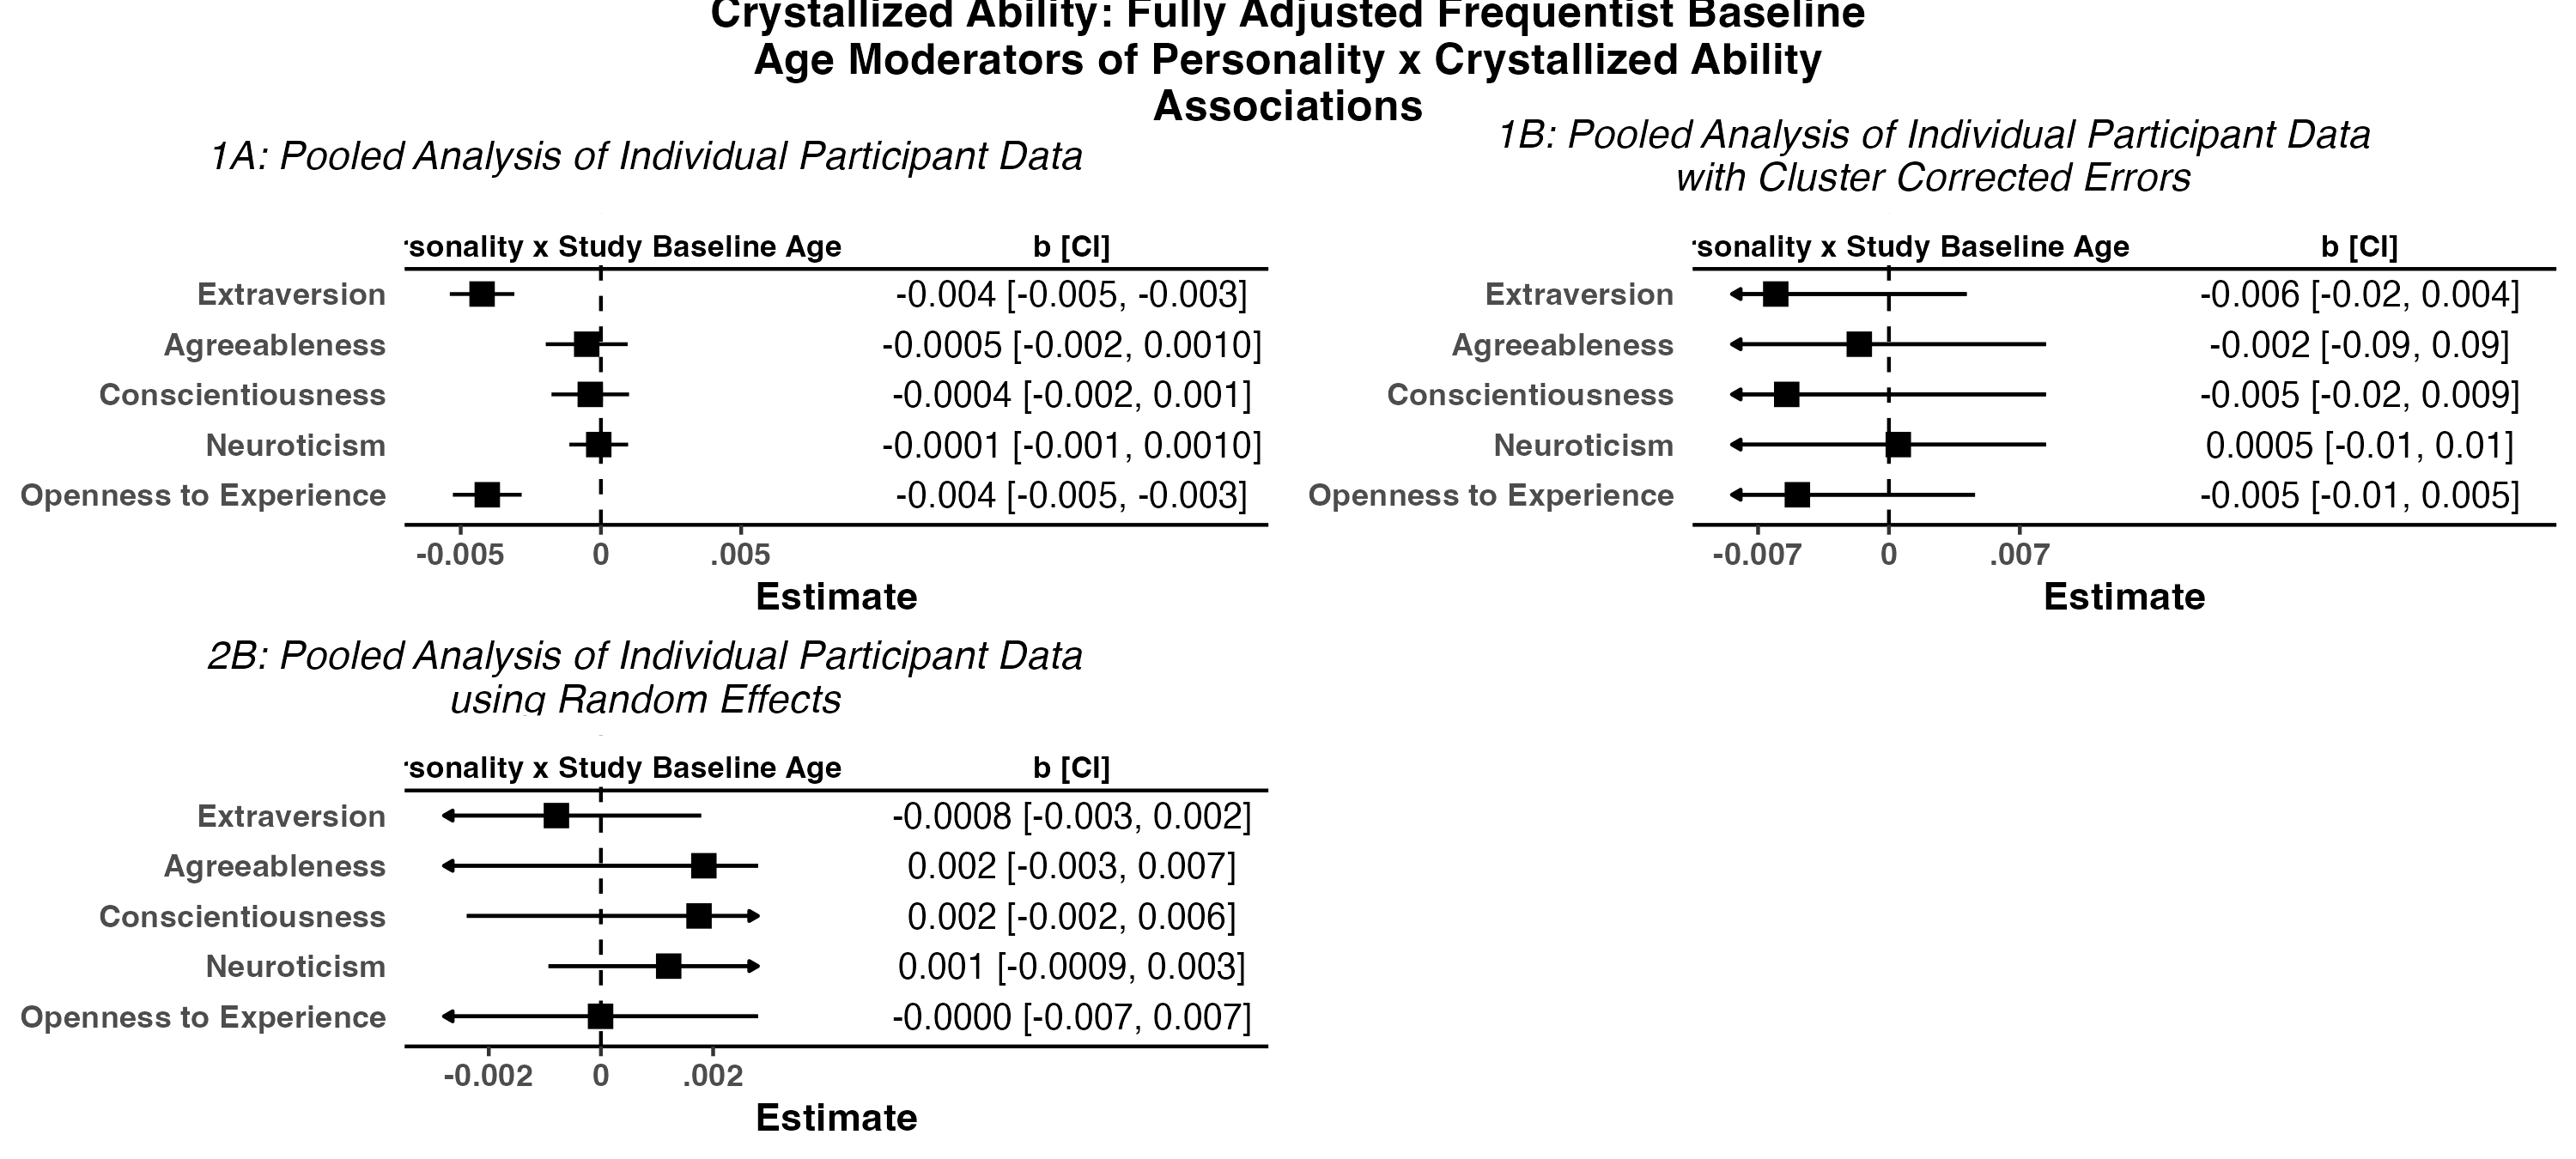 Crystallized Ability: Fully Adjusted Frequentist Baseline
Age Moderators of Personality x Crystallized Ability
Associations
1A: Pooled Analysis of Individual Participant Data
sonality x Study Baseline Age b [CI]
Extraversion -0.004 [-0.005, -0.003]
Agreeableness -0.0005 [-0.002, 0.0010]
Conscientiousness -0.0004 [-0.002, 0.001]
Neuroticism -0.0001 [-0.001, 0.0010]
Openness to Experience -0.004 [-0.005, -0.003]
-0.005 0 .005
Estimate
1B: Pooled Analysis of Individual Participant Data
with Cluster Corrected Errors
sonality x Study Baseline Age b [CI]
Extraversion -0.006 [-0.02, 0.004]
Agreeableness -0.002 [-0.09, 0.09]
Conscientiousness -0.005 [-0.02, 0.009]
Neuroticism 0.0005 [-0.01, 0.01]
Openness to Experience -0.005 [-0.01, 0.005]
-0.007 0 .007
Estimate
2B: Pooled Analysis of Individual Participant Data
using Random Effects
sonality x Study Baseline Age b [CI]
Extraversion -0.0008 [-0.003, 0.002]
Agreeableness 0.002 [-0.003, 0.007]
Conscientiousness 0.002 [-0.002, 0.006]
Neuroticism 0.001 [-0.0009, 0.003]
Openness to Experience -0.0000 [-0.007, 0.007]
-0.002 0 .002
Estimate